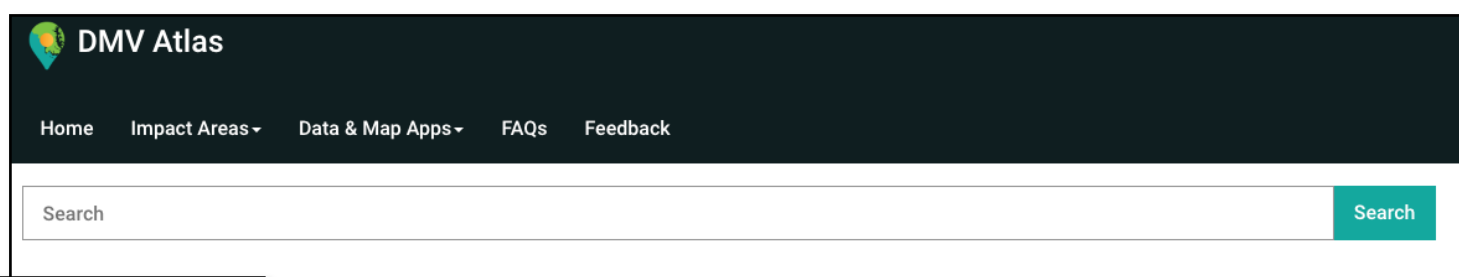 DMV Atlas
Home Impact Areas Data & Map Apps FAQs Feedback
Search Search